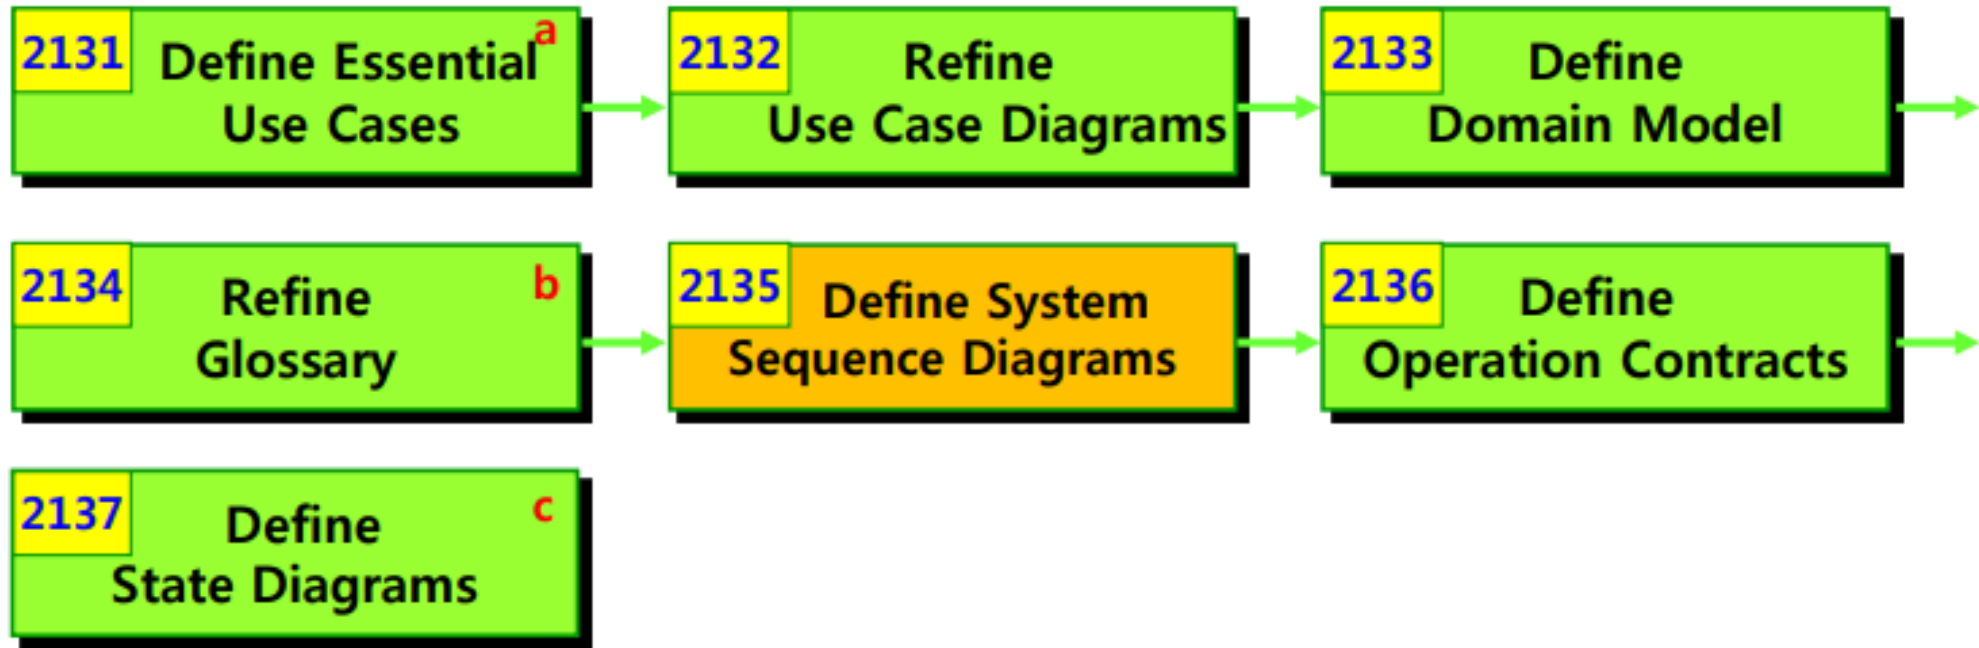 2131
Define Essential a
Use Cases
2132
Refine
Use Case Diagrams
2133
Define
Domain Model
2134
Refine b
Glossary
2135
Define System
Sequence Diagrams
2136
Define
Operation Contracts
2137
Define c
State Diagrams